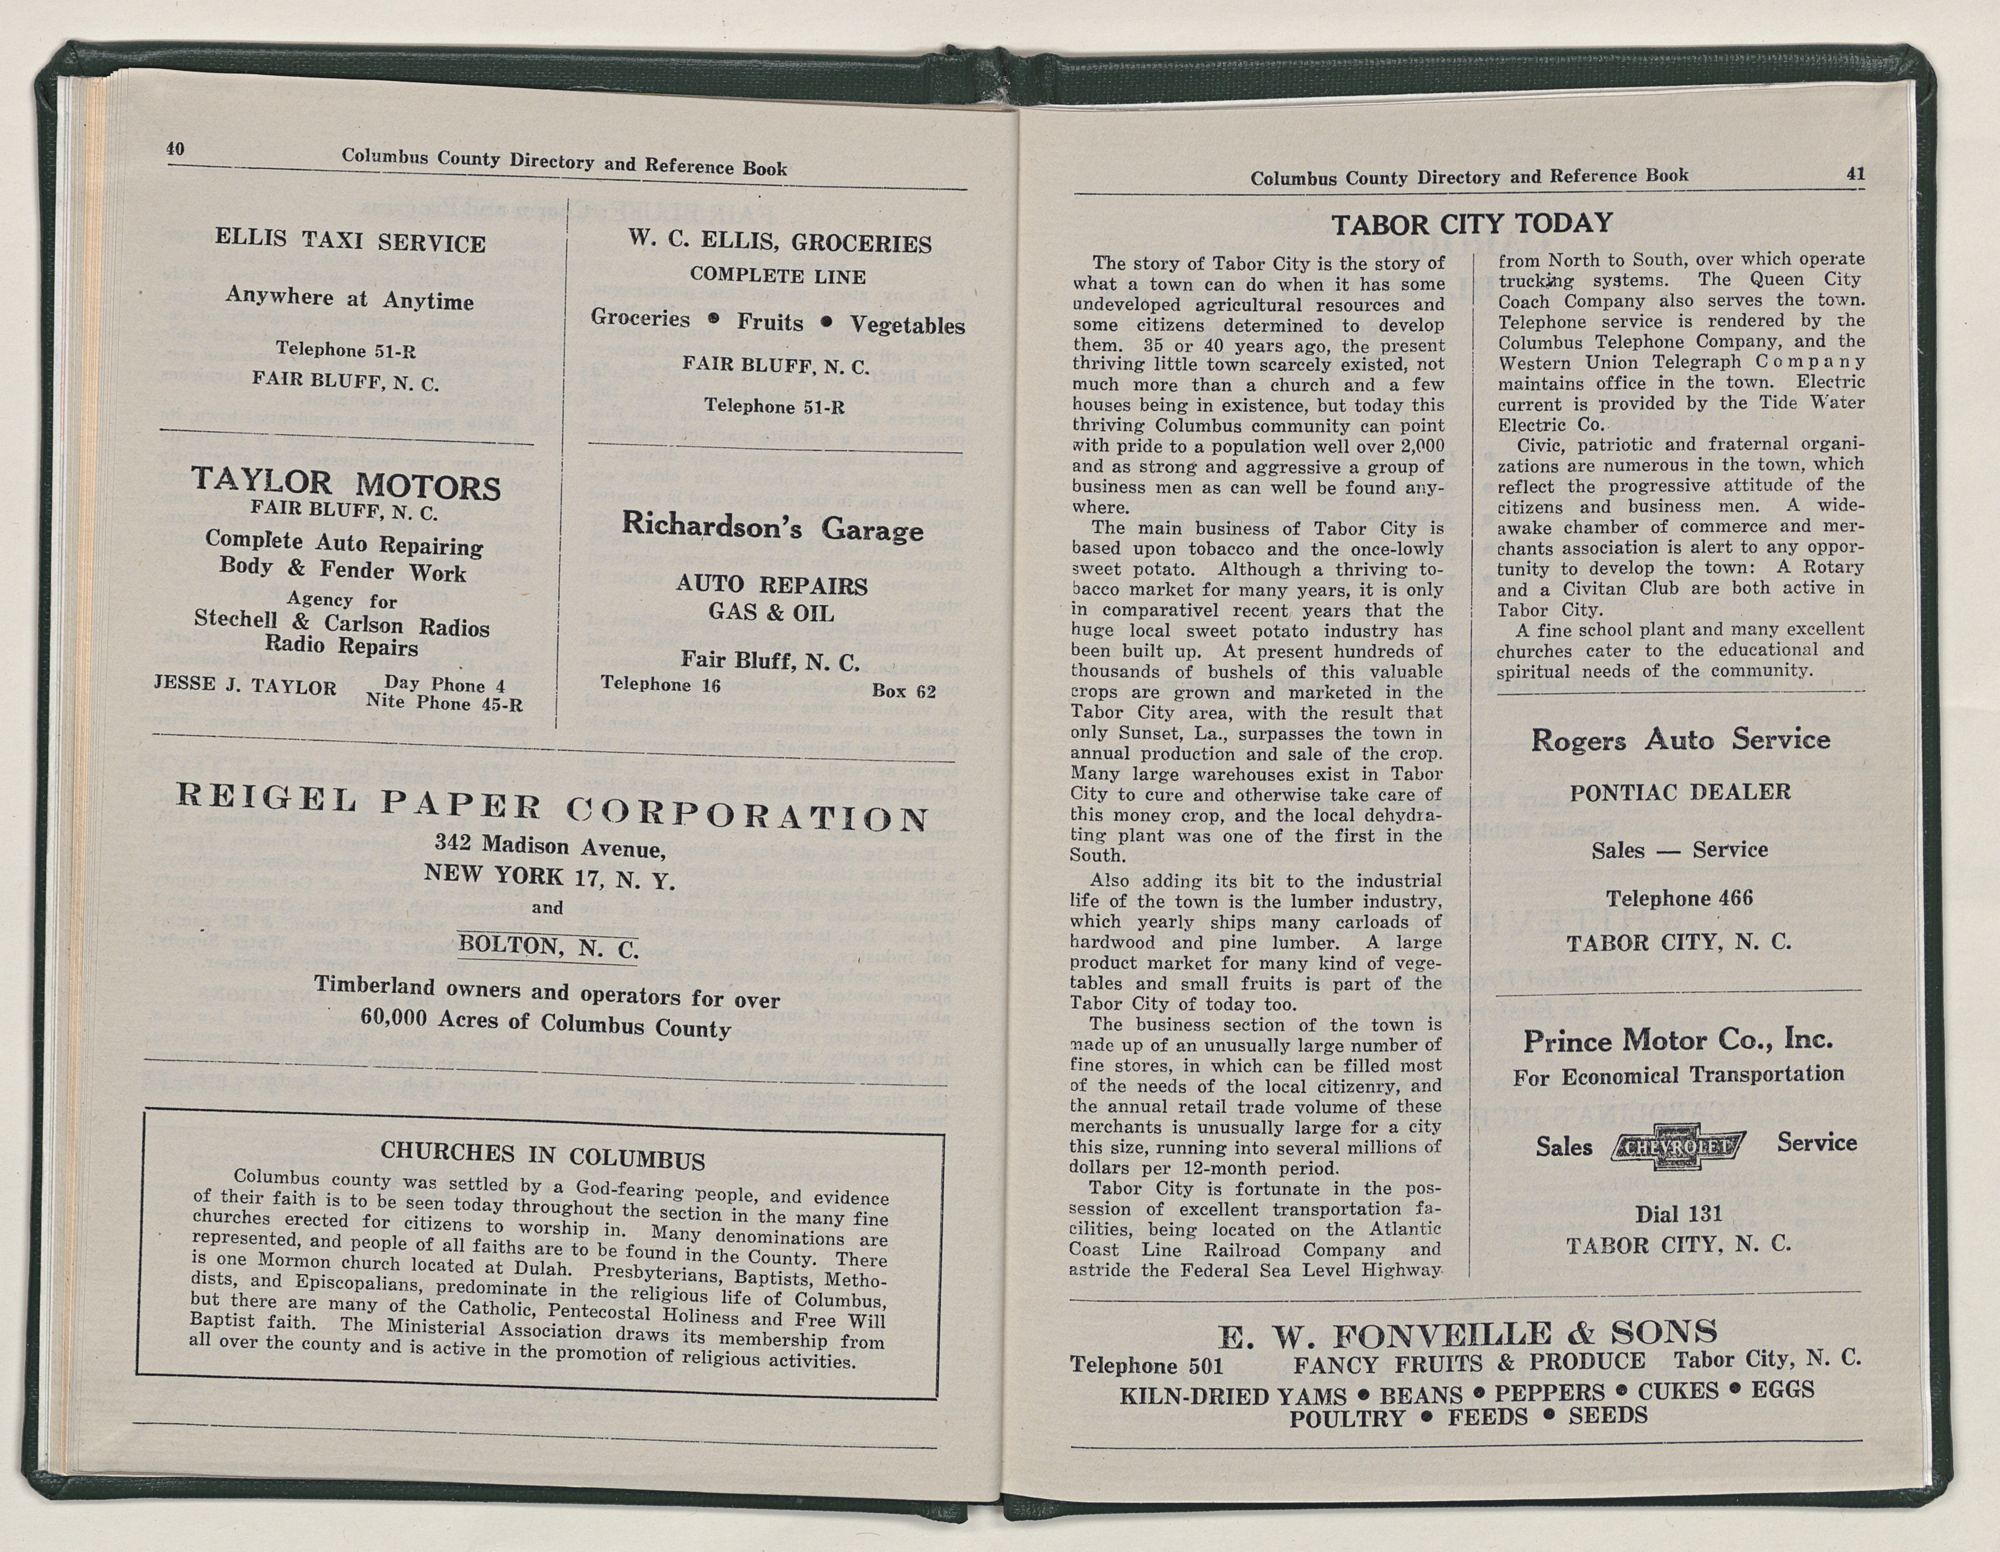 40
Columbus County Directory and Reference Book
ELLIS TAXI SERVICE
Anywhere at Anytime
Telephone 51-R
FAIR BLUFF, N. C.
W. C. ELLIS, GROCERIES
COMPLETE LINE
Groceries • Fruits • Vegetables
FAIR BLUFF, N. C.
Telephone 51-R
TAYLOR MOTORS
FAIR BLUFF, N. C.
Complete Auto Repairing
Body & Fender Work
Agency for
Stechell & Carlson Radios
Radio Repairs
JESSE J. TAYLOR
Day Phone 4
Nite Phone 45-R
Richardson's Garage
AUTO REPAIRS
GAS & OIL
Fair Bluff, N. C.
Telephone 16 Box 62
REIGEL PAPER CORPORATION
342 Madison Avenue,
NEW YORK 17, N. Y.
and
BOLTON, N. C.
Timberland owners and operators for over
60,000 Acres of Columbus County
CHURCHES IN COLUMBUS
Columbus county was settled by a God-fearing people, and evidence
of their faith is to be seen today throughout the section in the many fine
churches erected for citizens to worship in. Many denominations are
represented, and people of all faiths are to be found in the County. There
is one Mormon church located at Dulah. Presbyterians, Baptists, Metho-
dists, and Episcopalians, predominate in the religious life of Columbus,
but there are many of the Catholic, Pentecostal Holiness and Free Will
Baptist faith. The Ministerial Association draws its membership from
all over the county and is active in the promotion of religious activities.
Columbus County Directory and Reference Book
41
TABOR CITY TODAY
The story of Tabor City is the story of
what a town can do when it has some
undeveloped agricultural resources and
some citizens determined to develop
them. 35 or 40 years ago, the present
thriving little town scarcely existed, not
much more than a church and a few
houses being in existence, but today this
thriving Columbus community can point
with pride to a population well over 2,000
and as strong and aggressive a group of
business men as can well be found any-
where.
The main business of Tabor City is
based upon tobacco and the once-lowly
sweet potato. Although a thriving to-
bacco market for many years, it is only
in comparativel recent years that the
huge local sweet potato industry has
been built up. At present hundreds of
thousands of bushels of this valuable
crops are grown and marketed in the
Tabor City area, with the result that
only Sunset, La., surpasses the town in
annual production and sale of the crop.
Many large warehouses exist in Tabor
City to cure and otherwise take care of
this money crop, and the local dehydra-
ting plant was one of the first in the
South.
Also adding its bit to the industrial
life of the town is the lumber industry,
which yearly ships many carloads of
hardwood and pine lumber. A large
product market for many kind of vege-
tables and small fruits is part of the
Tabor City of today too.
The business section of the town is
made up of an unusually large number of
fine stores, in which can be filled most
of the needs of the local citizenry, and
the annual retail trade volume of these
merchants is unusually large for a city
this size, running into several millions of
dollars per 12-month period.
Tabor City is fortunate in the pos-
session of excellent transportation fa-
cilities, being located on the Atlantic
Coast Line Railroad Company and
astride the Federal Sea Level Highway
from North to South, over which operate
trucking systems. The Queen City
Coach Company also serves the town.
Telephone service is rendered by the
Columbus Telephone Company, and the
Western Union Telegraph Company
maintains office in the town. Electric
current is provided by the Tide Water
Electric Co.
Civic, patriotic and fraternal organi-
zations are numerous in the town, which
reflect the progressive attitude of the
citizens and business men. A wide-
awake chamber of commerce and mer-
chants association is alert to any oppor-
tunity to develop the town: A Rotary
and a Civitan Club are both active in
Tabor City.
A fine school plant and many excellent
churches cater to the educational and
spiritual needs of the community.
Rogers Auto Service
PONTIAC DEALER
Sales — Service
Telephone 466
TABOR CITY, N. C.
Prince Motor Co., Inc.
For Economical Transportation
Sales CHEVROLET Service
Dial 131
TABOR CITY, N. C.
E. W. FONVEILLE & SONS
Telephone 501 FANCY FRUITS & PRODUCE Tabor City, N. C.
KILN-DRIED YAMS • BEANS • PEPPERS • CUKES • EGGS
POULTRY • FEEDS • SEEDS